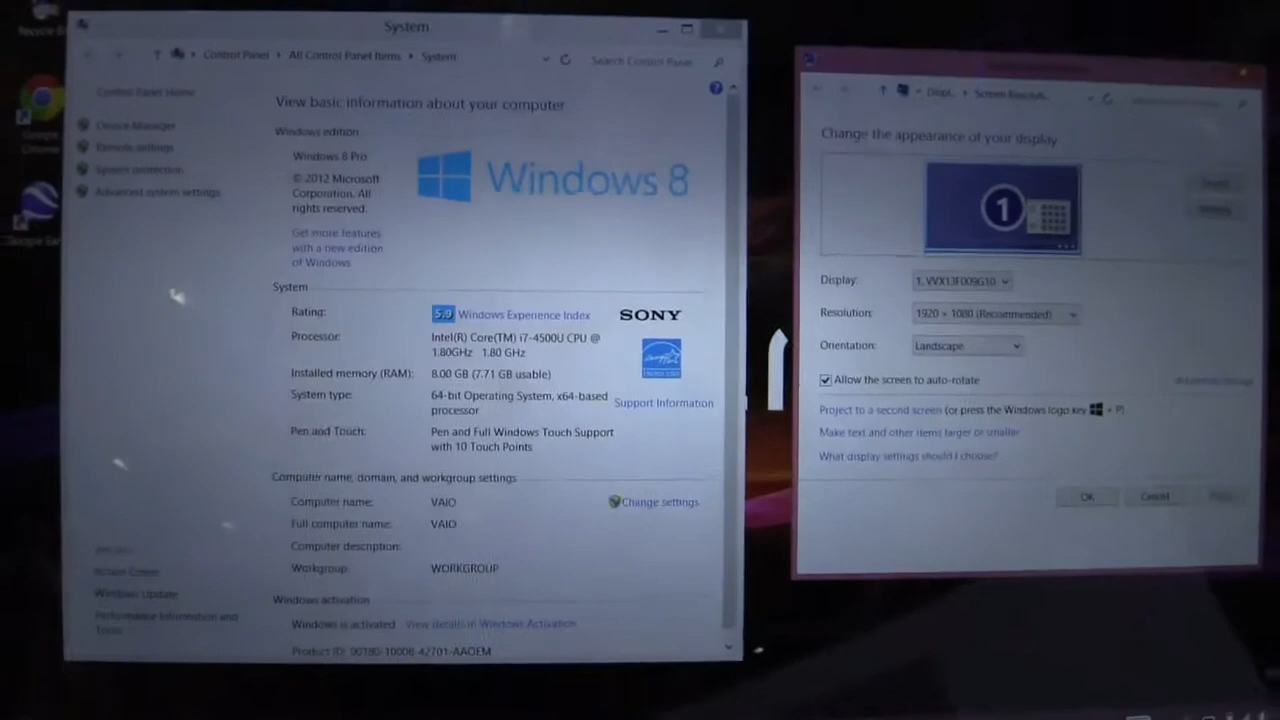 System
Control Panel › All Control Panel Items › System
Search Control Panel
Control Panel Home
Device Manager
Remote settings
System protection
Advanced system settings
View basic information about your computer
Windows edition
Windows 8 Pro
© 2012 Microsoft
Corporation. All
rights reserved.
Get more features
with a new edition
of Windows
Windows 8
System
Rating: 5.9 Windows Experience Index
SONY
Processor: Intel(R) Core(TM) i7-4500U CPU @
1.80GHz 1.80 GHz
Installed memory (RAM): 8.00 GB (7.71 GB usable)
System type: 64-bit Operating System, x64-based
processor
Support Information
Pen and Touch: Pen and Full Windows Touch Support
with 10 Touch Points
Computer name, domain, and workgroup settings
Computer name: VAIO
Change settings
Full computer name: VAIO
Computer description:
Workgroup: WORKGROUP
Windows activation
Windows is activated View details in Windows Activation
Product ID: 00180-10008-42701-AAOEM
Action Center
Windows Update
Performance Information and
Tools
Google
Chrome
Change the appearance of your display
1
Display: 1. VVX13F009G10
Resolution: 1920 × 1080 (Recommended)
Orientation: Landscape
Allow the screen to auto-rotate
Project to a second screen (or press the Windows logo key + P)
Make text and other items larger or smaller
What display settings should I choose?
OK
Cancel